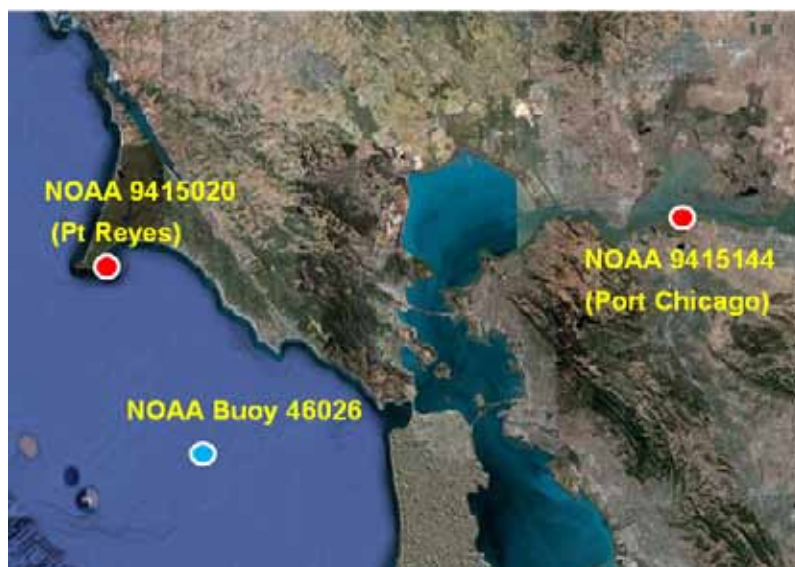 NOAA 9415020
(Pt Reyes)
NOAA 9415144
(Port Chicago)
NOAA Buoy 46026